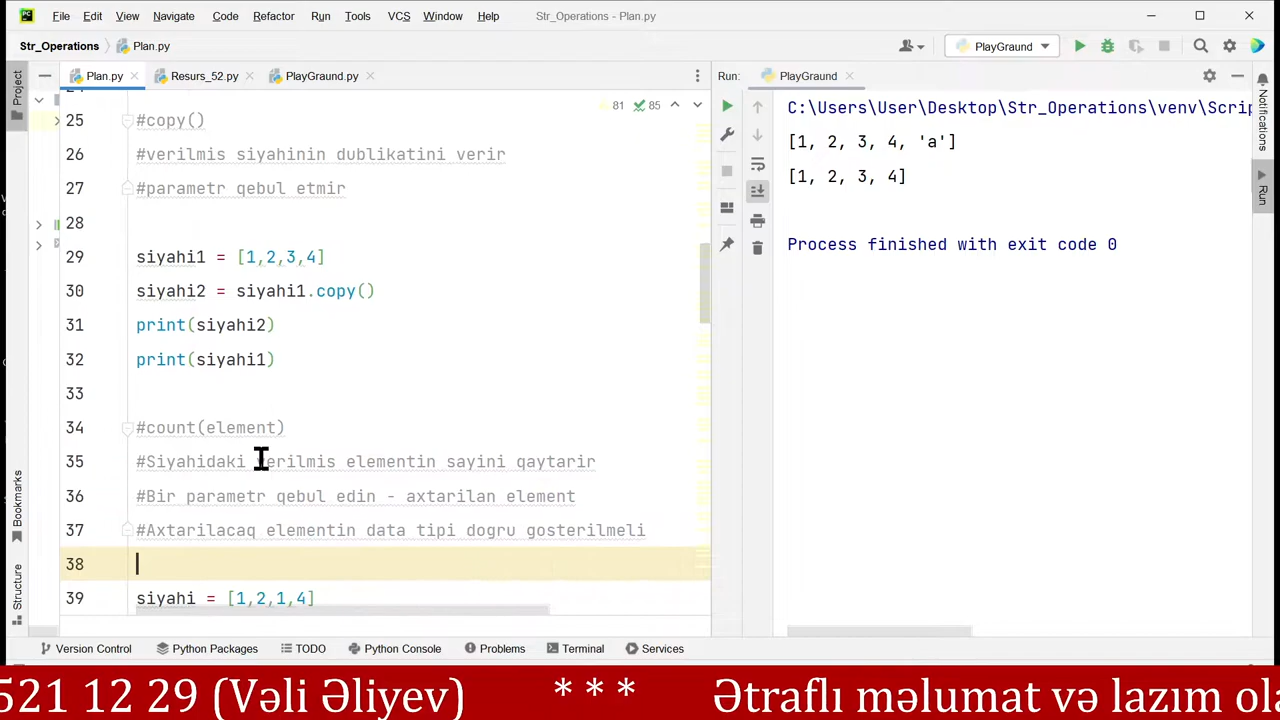 File Edit View Navigate Code Refactor Run Tools VCS Window Help Str_Operations - Plan.py
Str_Operations Plan.py PlayGraund
Project Plan.py Resurs_52.py PlayGraund.py Run: PlayGraund
Notifications
Run
Bookmarks
Structure
81 85
25 #copy()
26 #verilmis siyahinin dublikatini verir
27 #parametr qebul etmir
28
29 siyahi1 = [1,2,3,4]
30 siyahi2 = siyahi1.copy()
31 print(siyahi2)
32 print(siyahi1)
33
34 #count(element)
35 #Siyahidaki verilmis elementin sayini qaytarir
36 #Bir parametr qebul edin - axtarilan element
37 #Axtarilacaq elementin data tipi dogru gosterilmeli
38
39 siyahi = [1,2,1,4]
C:\Users\User\Desktop\Str_Operations\venv\Scrip
[1, 2, 3, 4, 'a']
[1, 2, 3, 4]
Process finished with exit code 0
Version Control Python Packages TODO Python Console Problems Terminal Services
521 12 29 (Vəli Əliyev) * * * Ətraflı məlumat və lazım ola